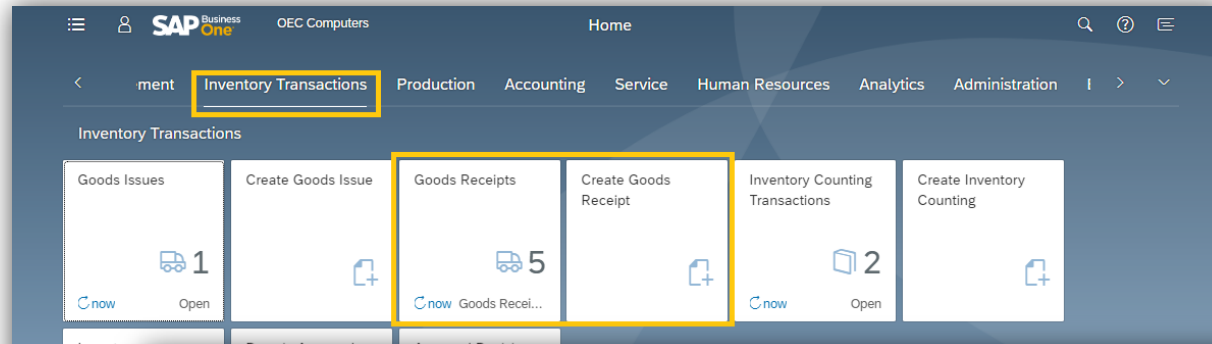 SAP Business One OEC Computers Home
ment Inventory Transactions Production Accounting Service Human Resources Analytics Administration
Inventory Transactions
Goods Issues
1
now Open
Create Goods Issue
Goods Receipts
5
now Goods Recei...
Create Goods
Receipt
Inventory Counting
Transactions
2
now Open
Create Inventory
Counting